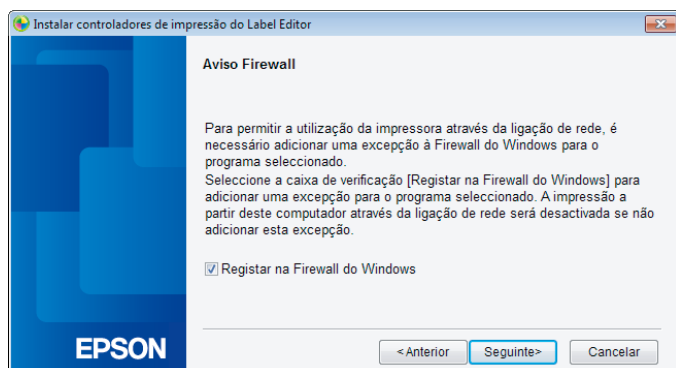 Instalar controladores de impressão do Label Editor
Aviso Firewall
Para permitir a utilização da impressora através da ligação de rede, é
necessário adicionar uma excepção à Firewall do Windows para o
programa seleccionado.
Seleccione a caixa de verificação [Registar na Firewall do Windows] para
adicionar uma excepção para o programa seleccionado. A impressão a
partir deste computador através da ligação de rede será desactivada se não
adicionar esta excepção.
Registar na Firewall do Windows
EPSON
<Anterior
Seguinte>
Cancelar